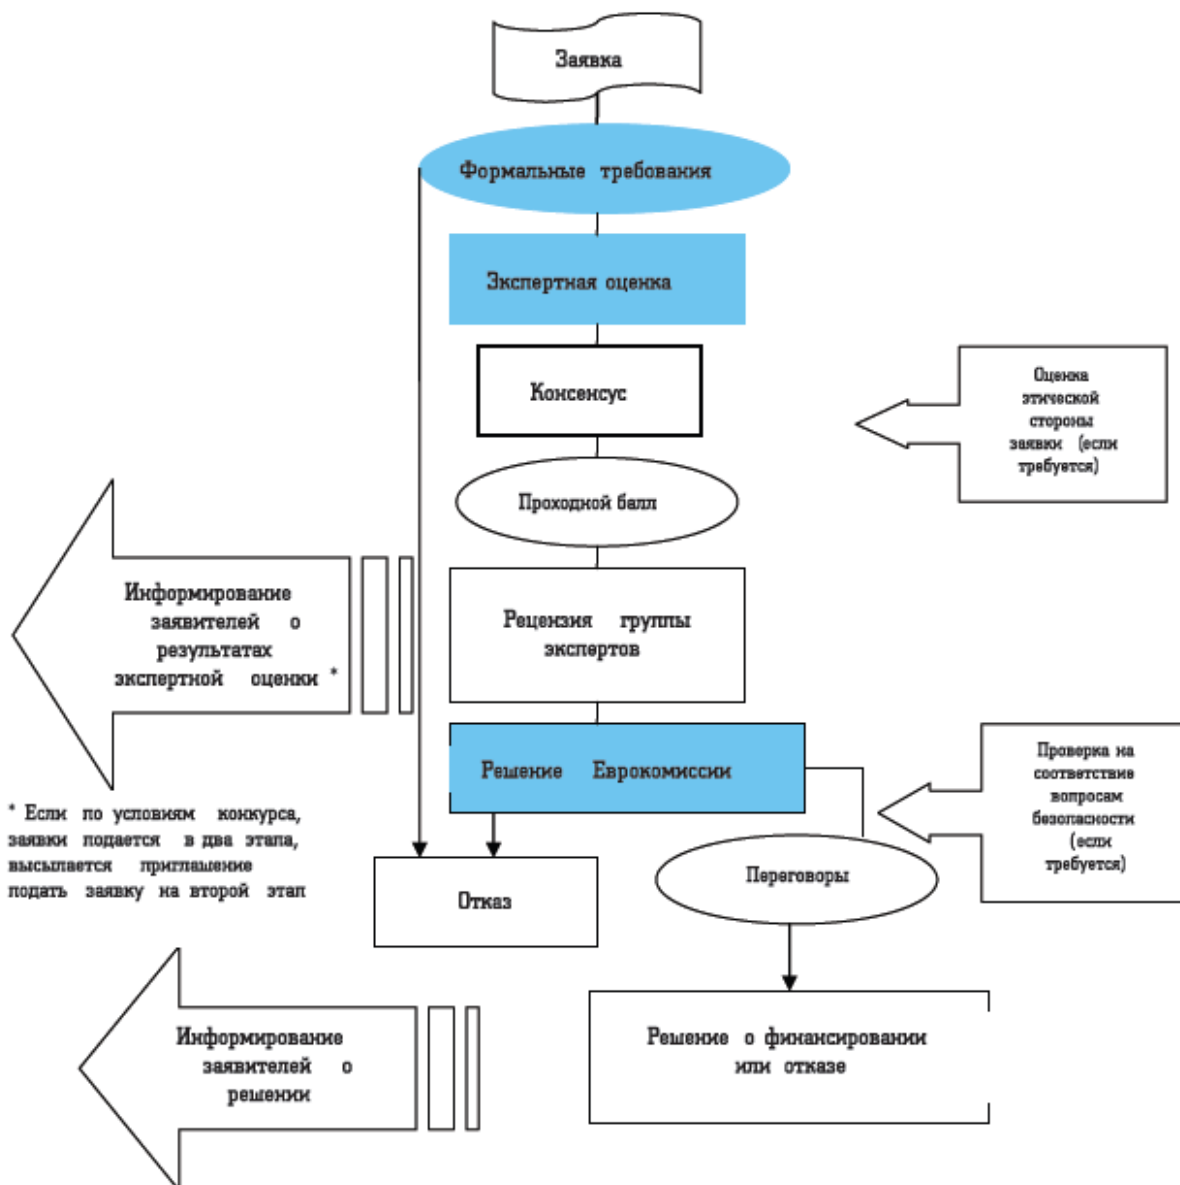 Заявка
Формальные требования
Экспертная оценка
Консенсус
Оценка
этической
стороны
заявки (если
требуется)
Проходной балл
Информирование
заявителей о
результатах
экспертной оценки *
Рецензия группы
экспертов
Решение Еврокомиссии
Проверка на
соответствие
вопросам
безопасности
(если
требуется)
* Если по условиям конкурса,
заявки подается в два этапа,
высылается приглашение
подать заявку на второй этап
Отказ
Переговоры
Информирование
заявителей о
решении
Решение о финансировании
или отказе